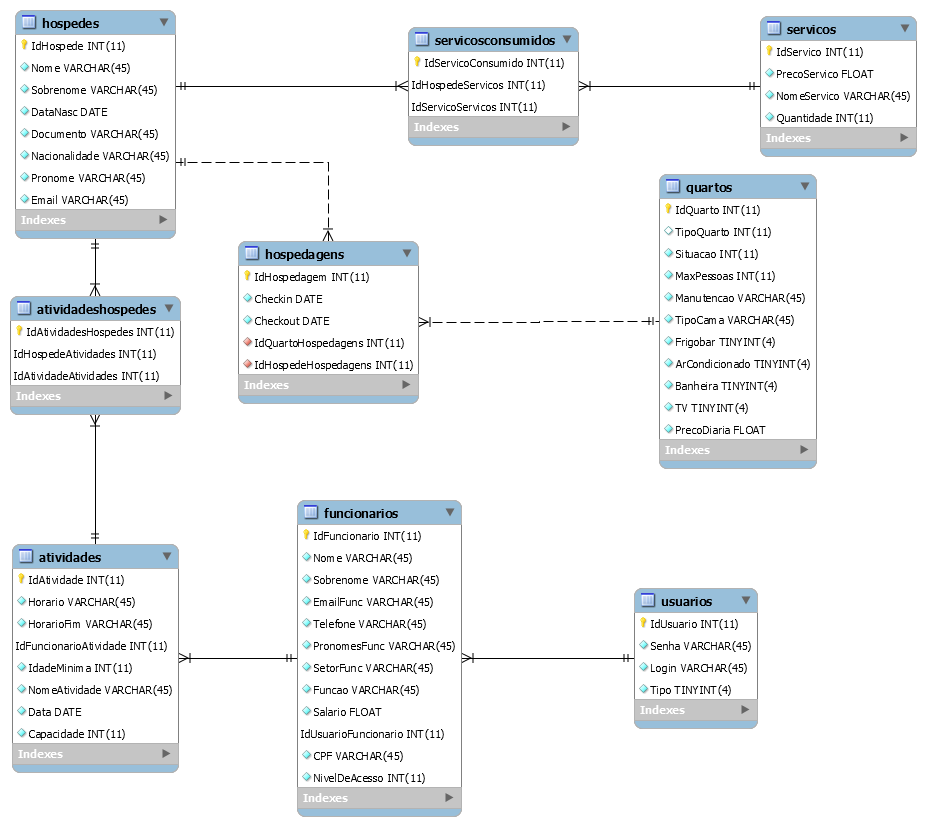 hospedes
IdHospede INT(11)
Nome VARCHAR(45)
Sobrenome VARCHAR(45)
DataNasc DATE
Documento VARCHAR(45)
Nacionalidade VARCHAR(45)
Pronome VARCHAR(45)
Email VARCHAR(45)
Indexes
servicosconsumidos
IdServicoConsumido INT(11)
IdHospedeServicos INT(11)
IdServicoServicos INT(11)
Indexes
servicos
IdServico INT(11)
PrecoServico FLOAT
NomeServico VARCHAR(45)
Quantidade INT(11)
Indexes
quartos
IdQuarto INT(11)
TipoQuarto INT(11)
Situacao INT(11)
MaxPessoas INT(11)
Manutencao VARCHAR(45)
TipoCama VARCHAR(45)
Frigobar TINYINT(4)
ArCondicionado TINYINT(4)
Banheira TINYINT(4)
TV TINYINT(4)
PrecoDiaria FLOAT
Indexes
hospedagens
IdHospedagem INT(11)
Checkin DATE
Checkout DATE
IdQuartoHospedagens INT(11)
IdHospedeHospedagens INT(11)
Indexes
atividadeshospedes
IdAtividadesHospedes INT(11)
IdHospedeAtividades INT(11)
IdAtividadeAtividades INT(11)
Indexes
atividades
IdAtividade INT(11)
Horario VARCHAR(45)
HorarioFim VARCHAR(45)
IdFuncionarioAtividade INT(11)
IdadeMinima INT(11)
NomeAtividade VARCHAR(45)
Data DATE
Capacidade INT(11)
Indexes
funcionarios
IdFuncionario INT(11)
Nome VARCHAR(45)
Sobrenome VARCHAR(45)
EmailFunc VARCHAR(45)
Telefone VARCHAR(45)
PronomesFunc VARCHAR(45)
SetorFunc VARCHAR(45)
Funcao VARCHAR(45)
Salario FLOAT
IdUsuarioFuncionario INT(11)
CPF VARCHAR(45)
NivelDeAcesso INT(11)
Indexes
usuarios
IdUsuario INT(11)
Senha VARCHAR(45)
Login VARCHAR(45)
Tipo TINYINT(4)
Indexes